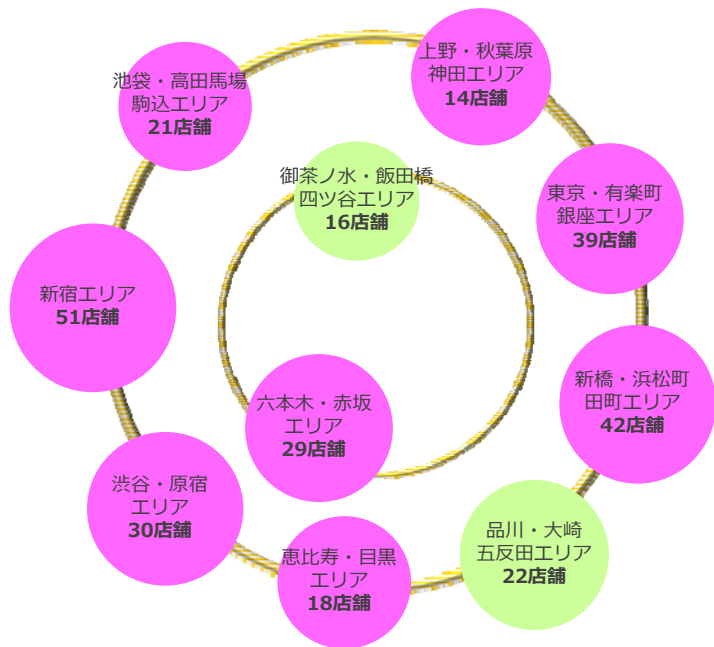 上野・秋葉原
神田エリア
14店舗
池袋・高田馬場
駒込エリア
21店舗
御茶ノ水・飯田橋
四ツ谷エリア
16店舗
東京・有楽町
銀座エリア
39店舗
新宿エリア
51店舗
新橋・浜松町
田町エリア
42店舗
六本木・赤坂
エリア
29店舗
渋谷・原宿
エリア
30店舗
品川・大崎
五反田エリア
22店舗
恵比寿・目黒
エリア
18店舗